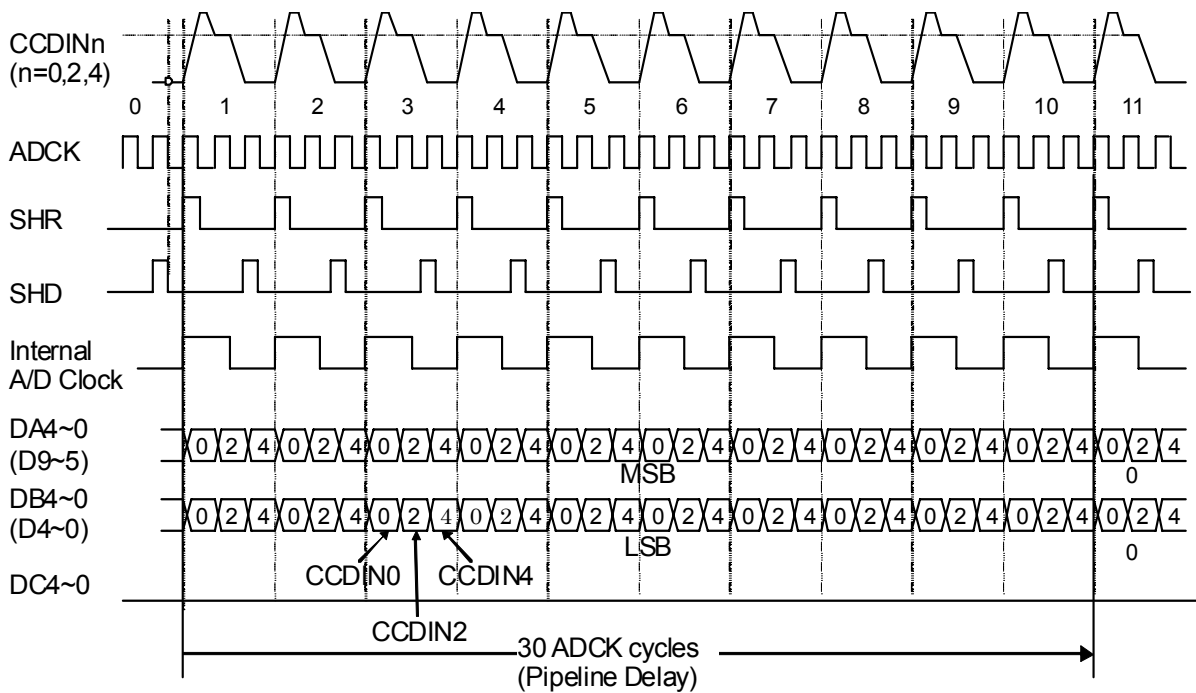 CCDINn
(n=0,2,4)
0 1 2 3 4 5 6 7 8 9 10 11
ADCK
SHR
SHD
Internal
A/D Clock
DA4~0
(D9~5)
0 2 4 0 2 4 0 2 4 0 2 4 0 2 4 0 2 4 0 2 4 0 2 4 0 2 4 0 2 4 0 2 4
MSB
0
DB4~0
(D4~0)
0 2 4 0 2 4 0 2 4 0 2 4 0 2 4 0 2 4 0 2 4 0 2 4 0 2 4 0 2 4 0 2 4
LSB
0
CCDIN0 CCDIN4
DC4~0
CCDIN2
30 ADCK cycles
(Pipeline Delay)